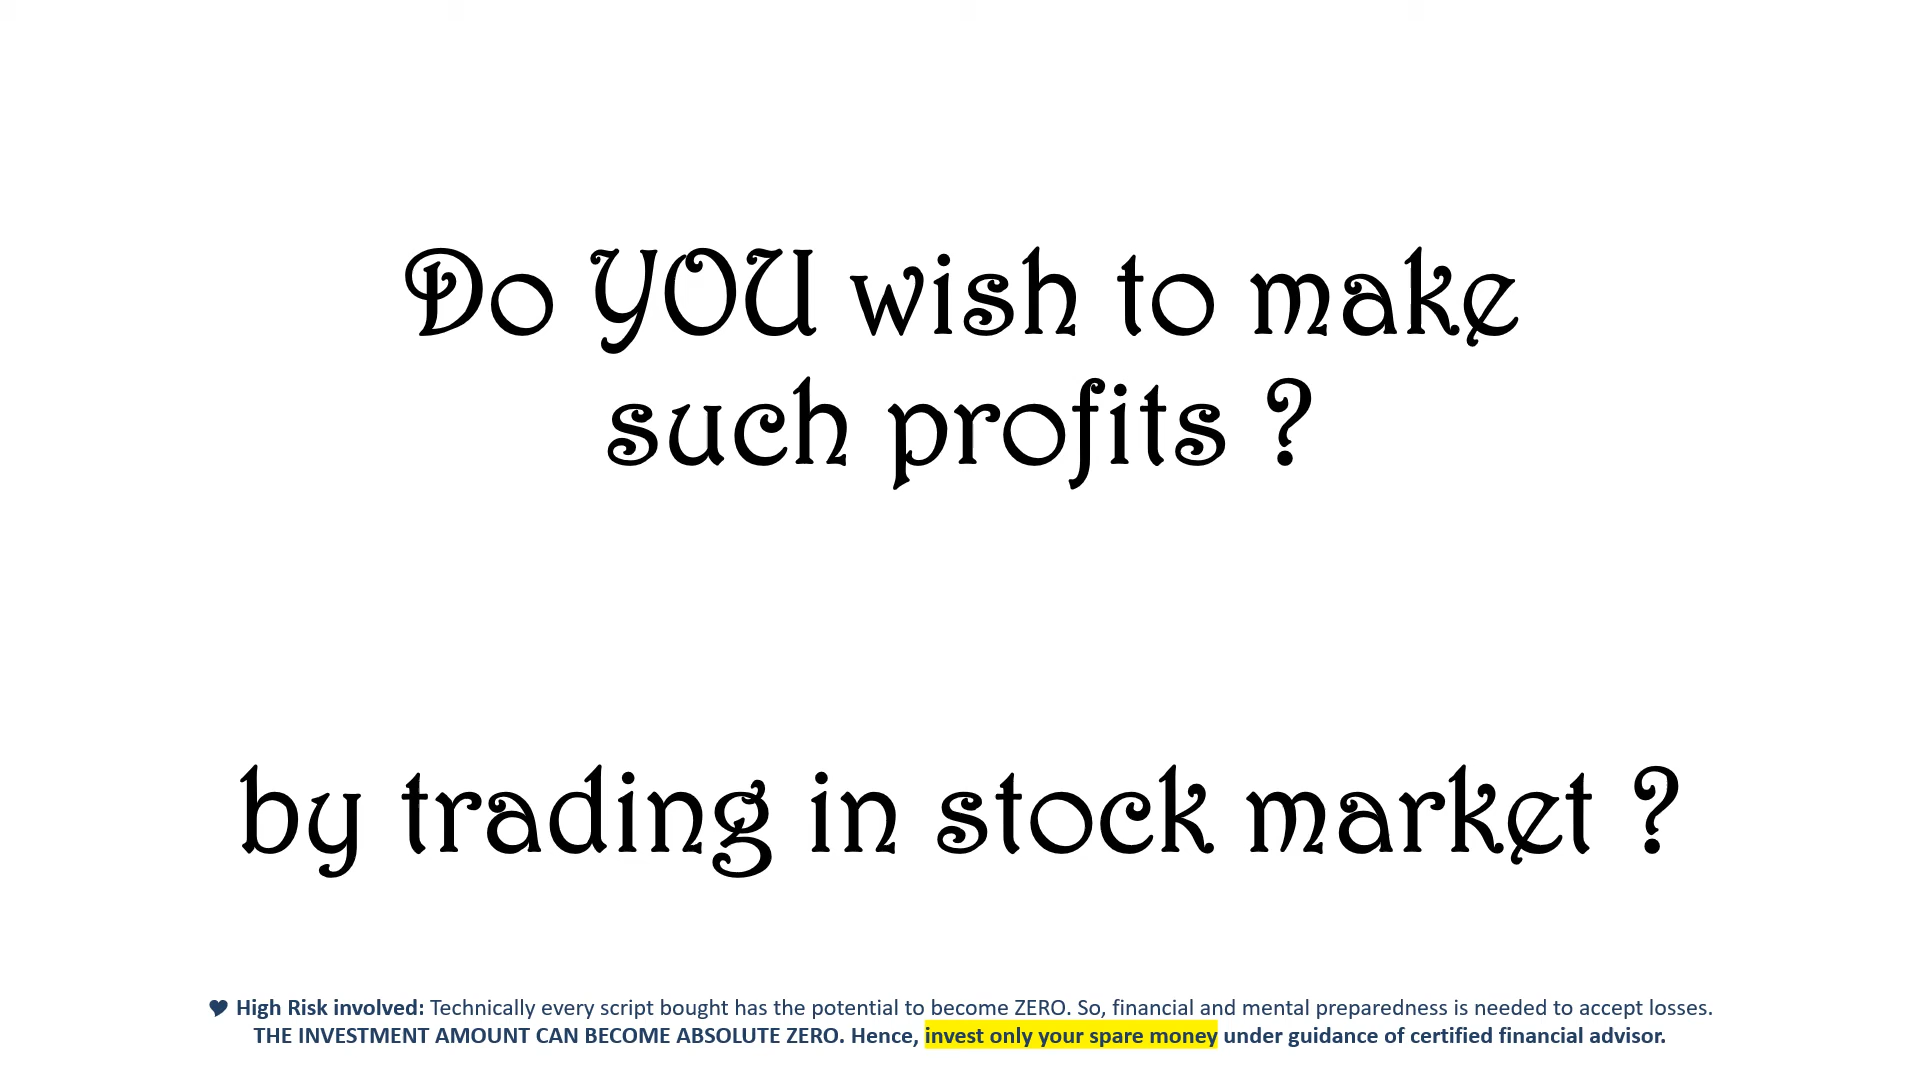 Do YOU wish to make
such profits ?
by trading in stock market ?
♥ High Risk involved: Technically every script bought has the potential to become ZERO. So, financial and mental preparedness is needed to accept losses.
THE INVESTMENT AMOUNT CAN BECOME ABSOLUTE ZERO. Hence, invest only your spare money under guidance of certified financial advisor.